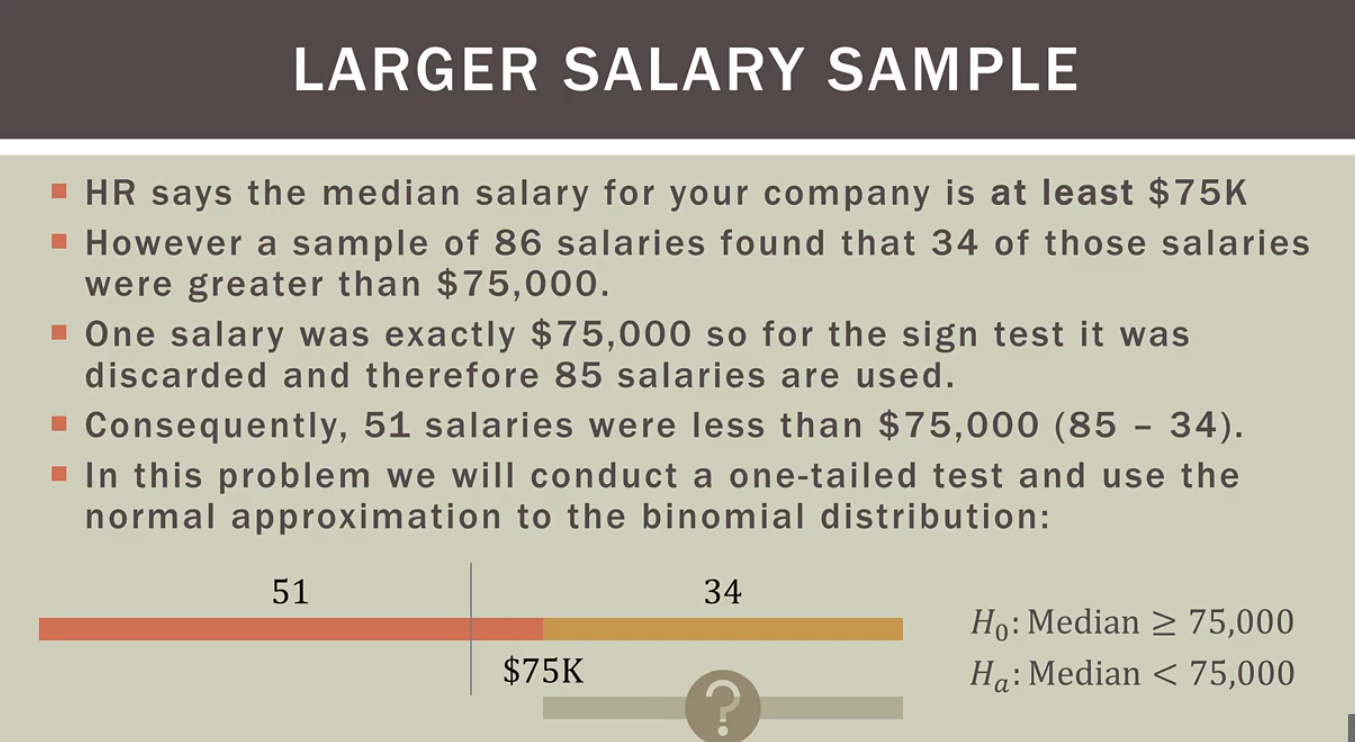 LARGER SALARY SAMPLE
HR says the median salary for your company is at least $75K
However a sample of 86 salaries found that 34 of those salaries
were greater than $75,000.
One salary was exactly $75,000 so for the sign test it was
discarded and therefore 85 salaries are used.
Consequently, 51 salaries were less than $75,000 (85 – 34).
In this problem we will conduct a one-tailed test and use the
normal approximation to the binomial distribution:
51
34
$75K
?
H₀: Median ≥ 75,000
Hₐ: Median < 75,000